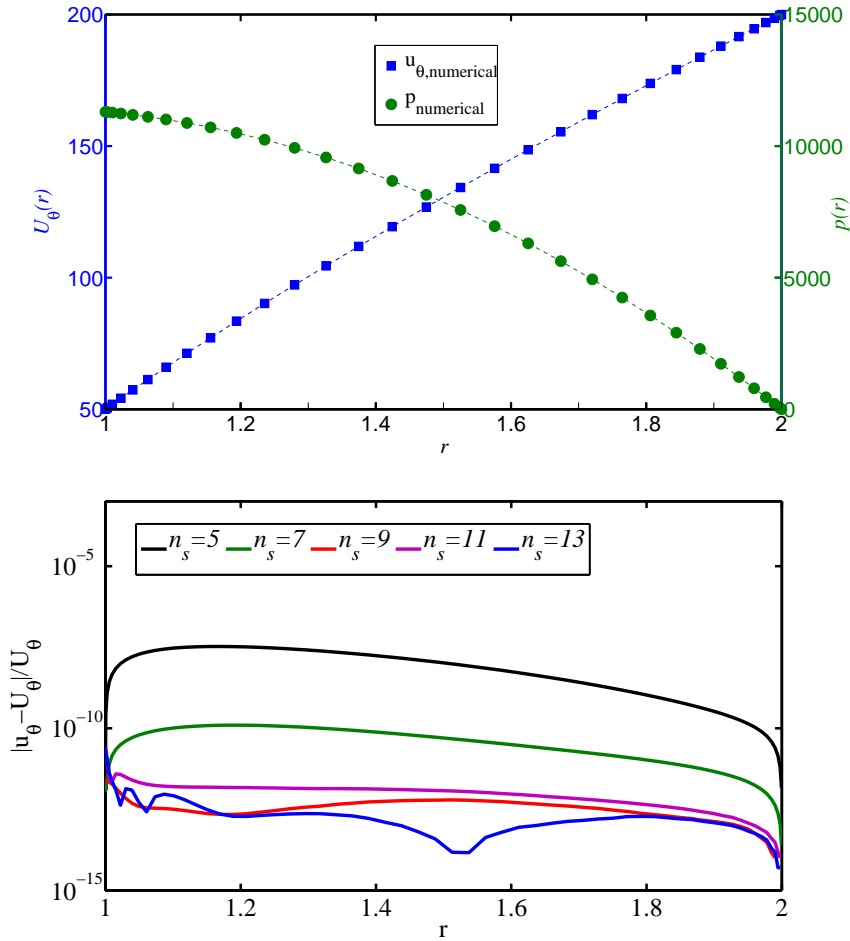 200
150
100
50
15000
10000
5000
0
U_θ(r)
p(r)
u_θ,numerical
p_numerical
1 1.2 1.4 1.6 1.8 2
r
n_s=5 n_s=7 n_s=9 n_s=11 n_s=13
10^-5
10^-10
10^-15
|u_θ-U_θ|/U_θ
1 1.2 1.4 1.6 1.8 2
r